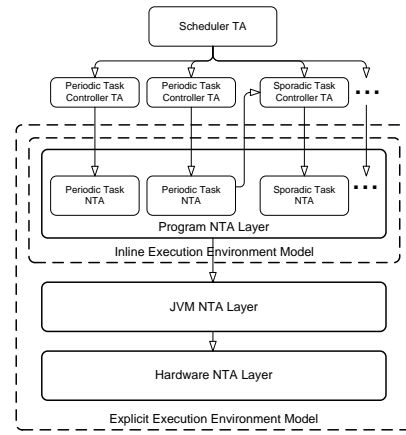 Scheduler TA
Periodic Task
Controller TA
Periodic Task
Controller TA
Sporadic Task
Controller TA
...
Periodic Task
NTA
Periodic Task
NTA
Sporadic Task
NTA
...
Program NTA Layer
Inline Execution Environment Model
JVM NTA Layer
Hardware NTA Layer
Explicit Execution Environment Model